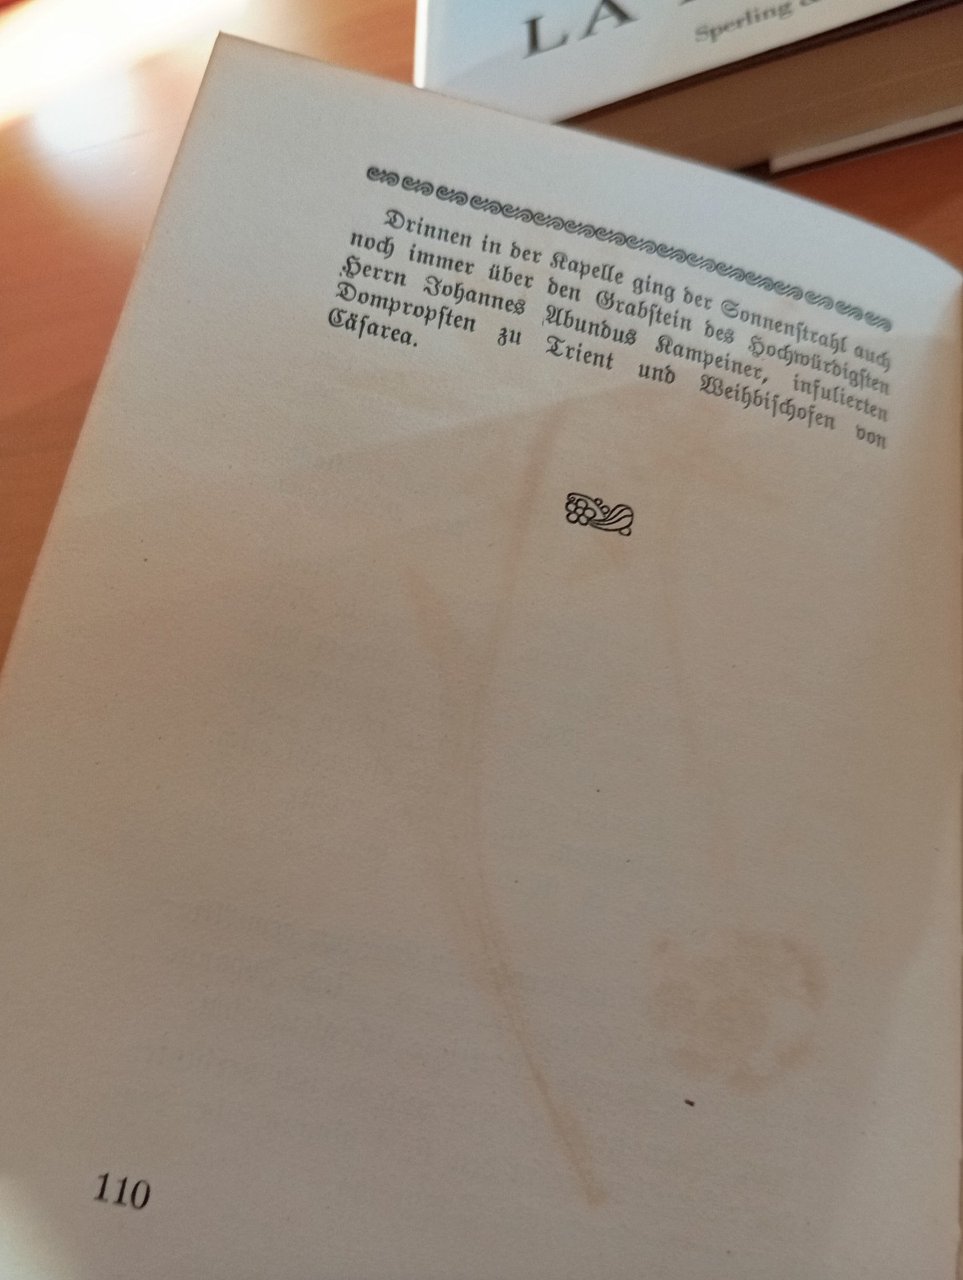 LA
Sperling &
Drinnen in der Kapelle ging der Sonnenſtrahl auch
noch immer über den Grabſtein des Hochwürdigſten
Herrn Johannes Abundus Kampeiner, infulierten
Dompropſten zu Trient und Weihbiſchofen von
Cäſarea.
110